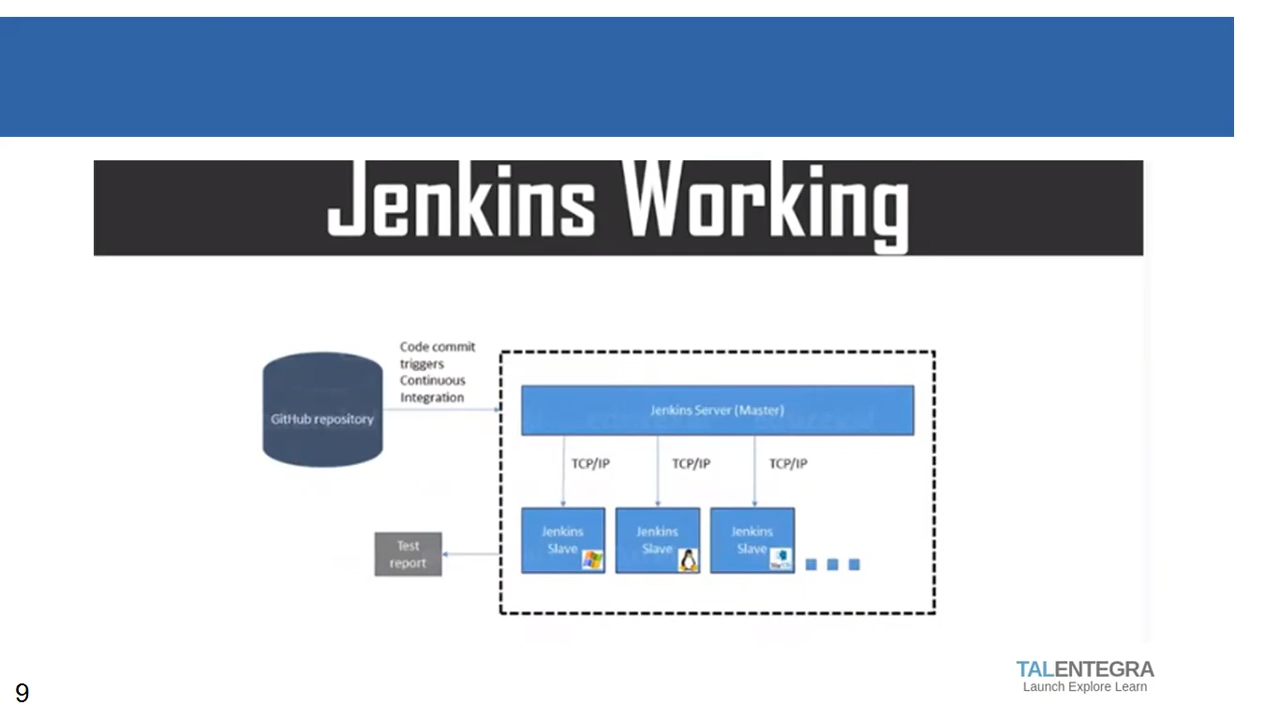 Jenkins Working
Code commit
triggers
Continuous
Integration
GitHub repository
Jenkins Server (Master)
TCP/IP
TCP/IP
TCP/IP
Jenkins
Slave
Jenkins
Slave
Jenkins
Slave
Test
report
TALENTEGRA
Launch Explore Learn
9